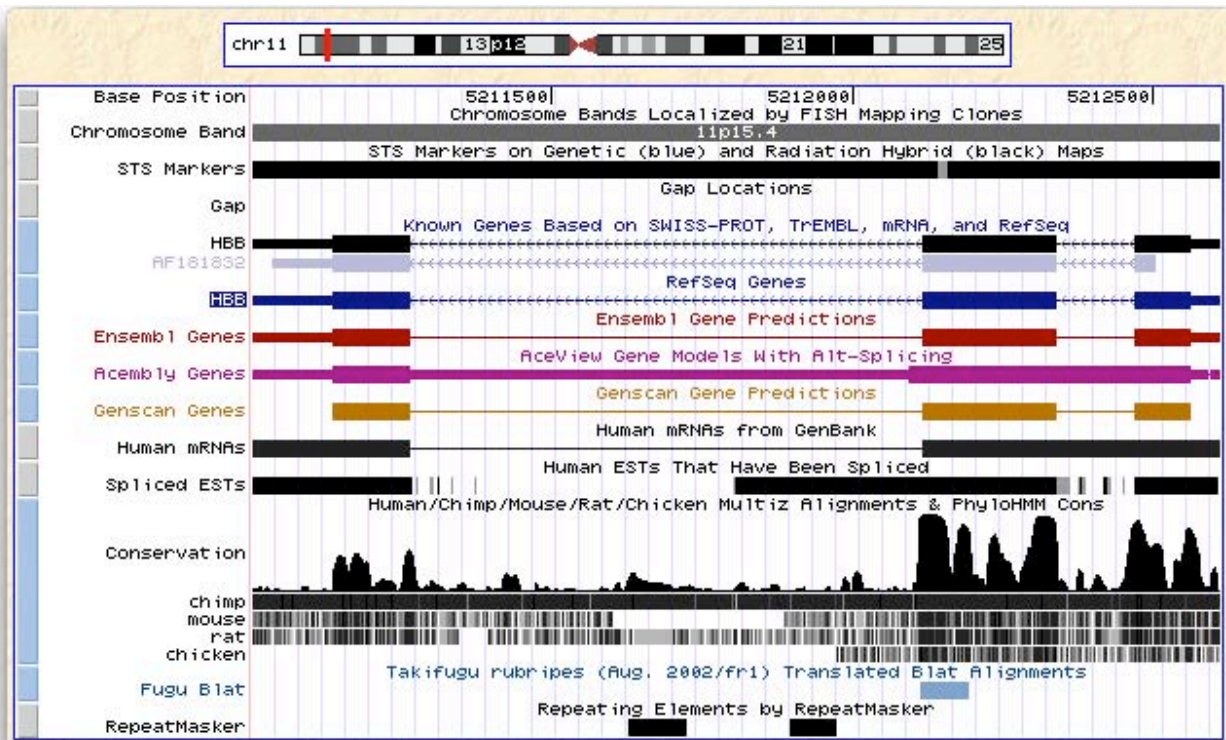 chr11 13 p12 21 25
Base Position 5211500| 5212000| 5212500|
Chromosome Bands Localized by FISH Mapping Clones
Chromosome Band 11p15.4
STS Markers on Genetic (blue) and Radiation Hybrid (black) Maps
STS Markers
Gap Locations
Gap
Known Genes Based on SWISS-PROT, TrEMBL, mRNA, and RefSeq
HBB
AF181832
RefSeq Genes
HBB
Ensembl Gene Predictions
Ensembl Genes
AceView Gene Models With Alt-Splicing
Acembly Genes
Genscan Gene Predictions
Genscan Genes
Human mRNAs from GenBank
Human mRNAs
Human ESTs That Have Been Spliced
Spliced ESTs
Human/Chimp/Mouse/Rat/Chicken Multiz Alignments & PhyloHMM Cons
Conservation
chimp
mouse
rat
chicken
Takifugu rubripes (Aug. 2002/fr1) Translated Blat Alignments
Fugu Blat
Repeating Elements by RepeatMasker
RepeatMasker